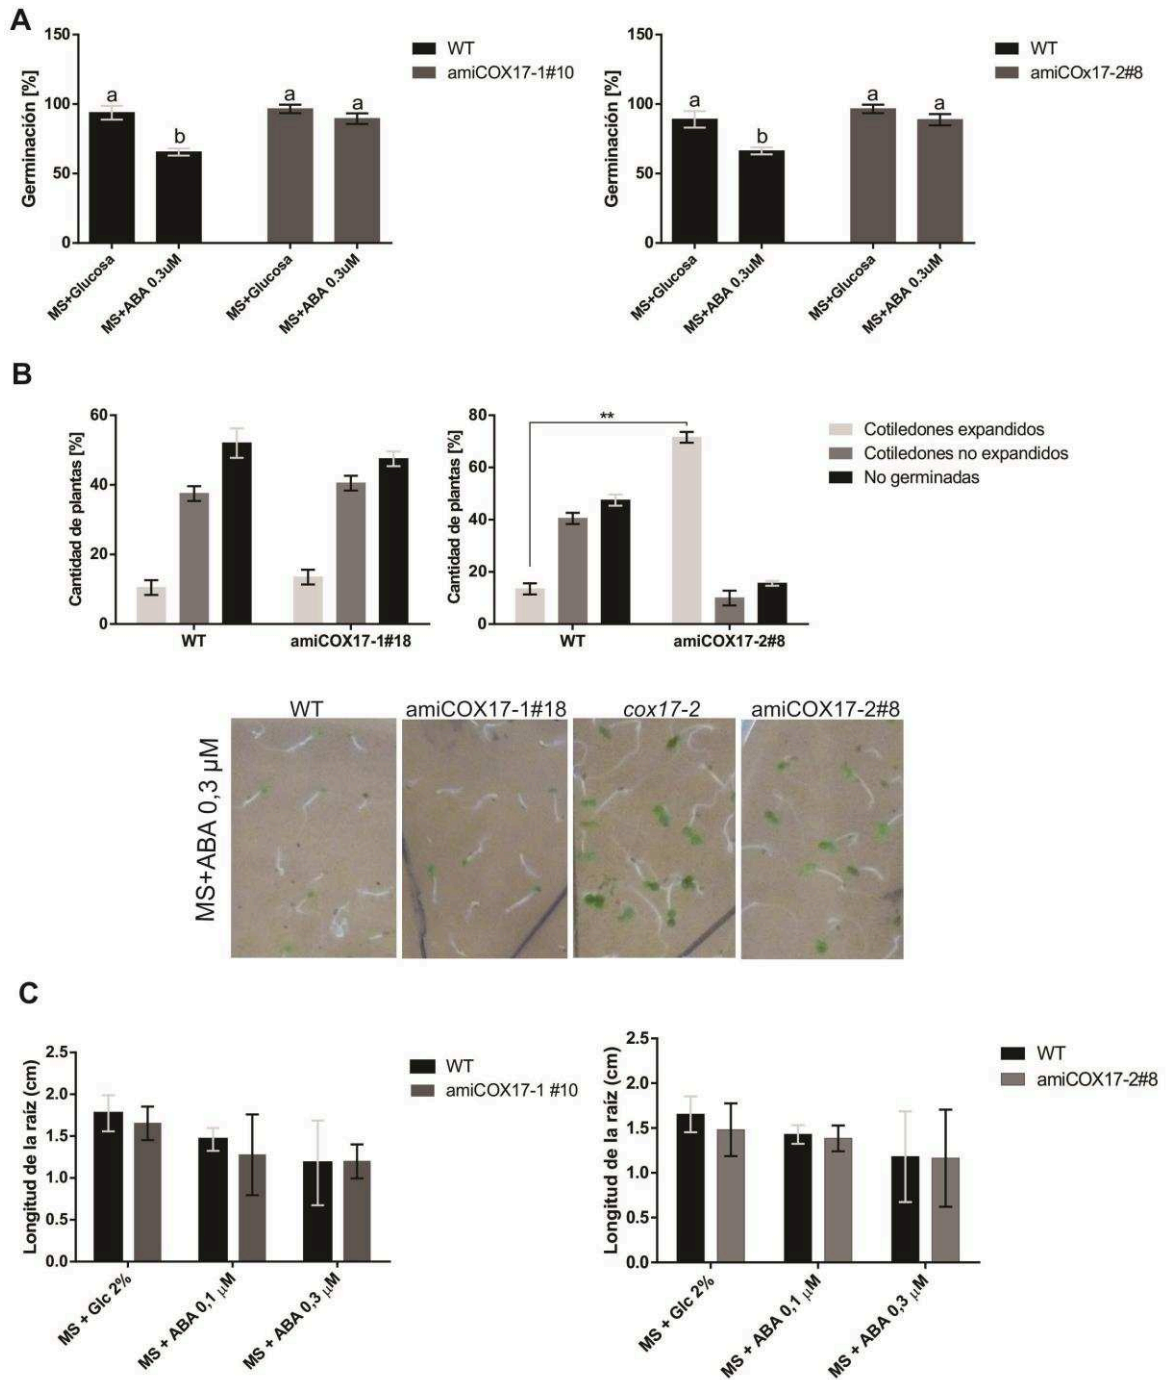 A
150
100
50
0
Germinación [%]
a
b
a
a
MS+Glucosa
MS+ABA 0.3uM
MS+Glucosa
MS+ABA 0.3uM
WT
amiCOX17-1#10
150
100
50
0
Germinación [%]
a
b
a
a
MS+Glucosa
MS+ABA 0.3uM
MS+Glucosa
MS+ABA 0.3uM
WT
amiCOx17-2#8
B
60
40
20
0
Cantidad de plantas [%]
WT
amiCOX17-1#18
80
60
40
20
0
Cantidad de plantas [%]
**
WT
amiCOX17-2#8
Cotiledones expandidos
Cotiledones no expandidos
No germinadas
WT
amiCOX17-1#18
cox17-2
amiCOX17-2#8
MS+ABA 0,3 µM
C
2.5
2.0
1.5
1.0
0.5
0.0
Longitud de la raíz (cm)
MS + Glc 2%
MS + ABA 0,1 µM
MS + ABA 0,3 µM
WT
amiCOX17-1 #10
2.5
2.0
1.5
1.0
0.5
0.0
Longitud de la raíz (cm)
MS + Glc 2%
MS + ABA 0,1 µM
MS + ABA 0,3 µM
WT
amiCOX17-2#8